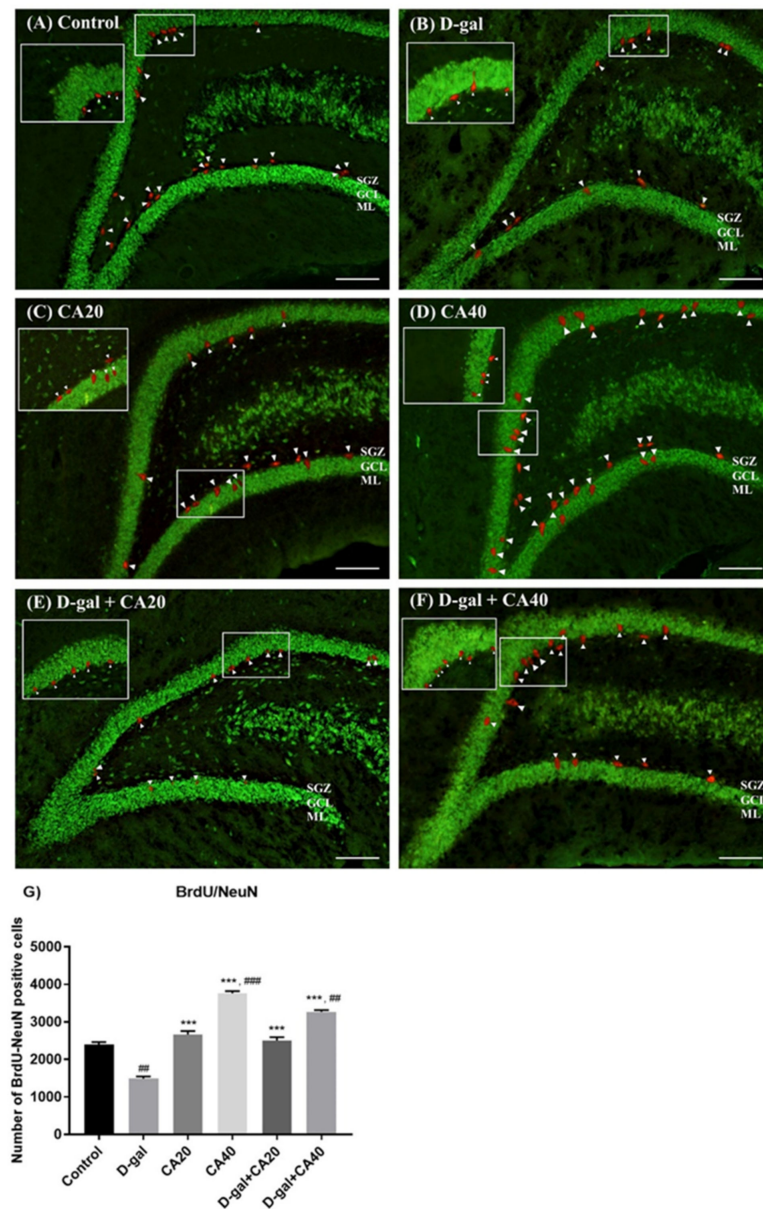 (A) Control
SGZ
GCL
ML
(B) D-gal
SGZ
GCL
ML
(C) CA20
SGZ
GCL
ML
(D) CA40
SGZ
GCL
ML
(E) D-gal + CA20
SGZ
GCL
ML
(F) D-gal + CA40
SGZ
GCL
ML
G)
BrdU/NeuN
Number of BrdU-NeuN positive cells
5000
4000
3000
2000
1000
0
##
***
***, ###
***
***, ##
Control
D-gal
CA20
CA40
D-gal+CA20
D-gal+CA40